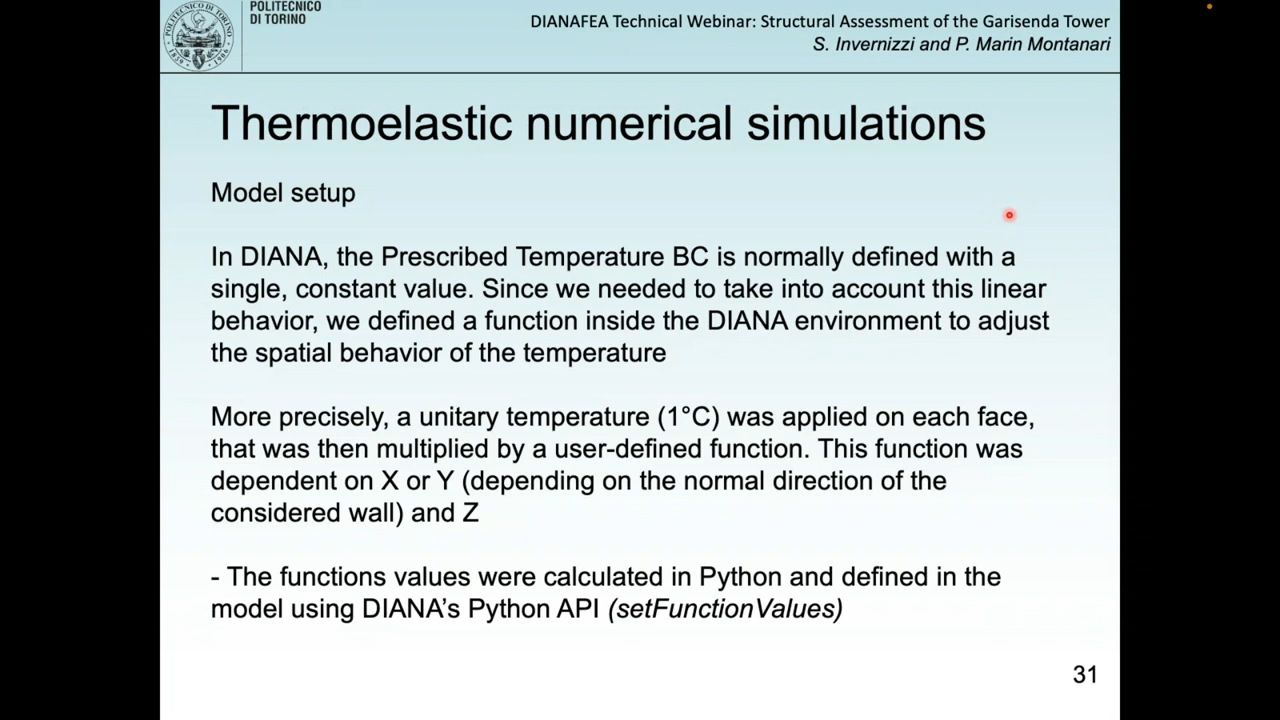 POLITECNICO
DI TORINO
DIANAFEA Technical Webinar: Structural Assessment of the Garisenda Tower
S. Invernizzi and P. Marin Montanari
Thermoelastic numerical simulations
Model setup
In DIANA, the Prescribed Temperature BC is normally defined with a
single, constant value. Since we needed to take into account this linear
behavior, we defined a function inside the DIANA environment to adjust
the spatial behavior of the temperature
More precisely, a unitary temperature (1°C) was applied on each face,
that was then multiplied by a user-defined function. This function was
dependent on X or Y (depending on the normal direction of the
considered wall) and Z
- The functions values were calculated in Python and defined in the
model using DIANA’s Python API (setFunctionValues)
31